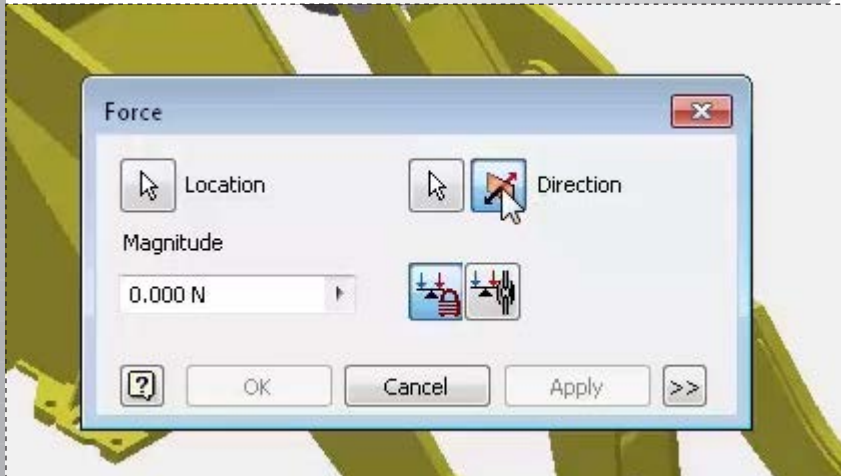 Force
Location
Direction
Magnitude
0.000 N
OK
Cancel
Apply
>>